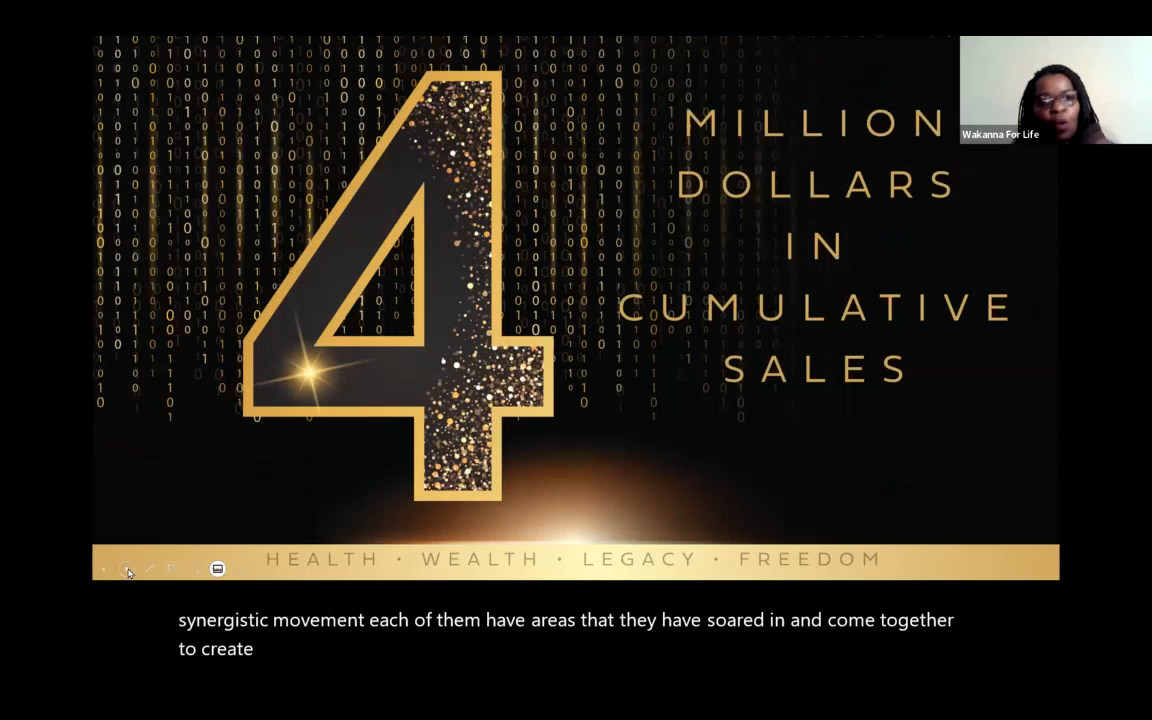 4
MILLION
DOLLARS
IN
CUMULATIVE
SALES
Wakanna For Life
HEALTH • WEALTH • LEGACY • FREEDOM
synergistic movement each of them have areas that they have soared in and come together
to create